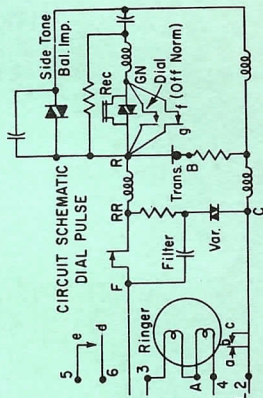 CIRCUIT SCHEMATIC
DIAL PULSE
Side Tone
Bal. Imp.
Rec
GN
Dial
f (Off Norm)
g
R
RR
Trans.
B
F
Filter
Var.
C
5
e
d
6
Ringer
3
A
4
2
a
b
c